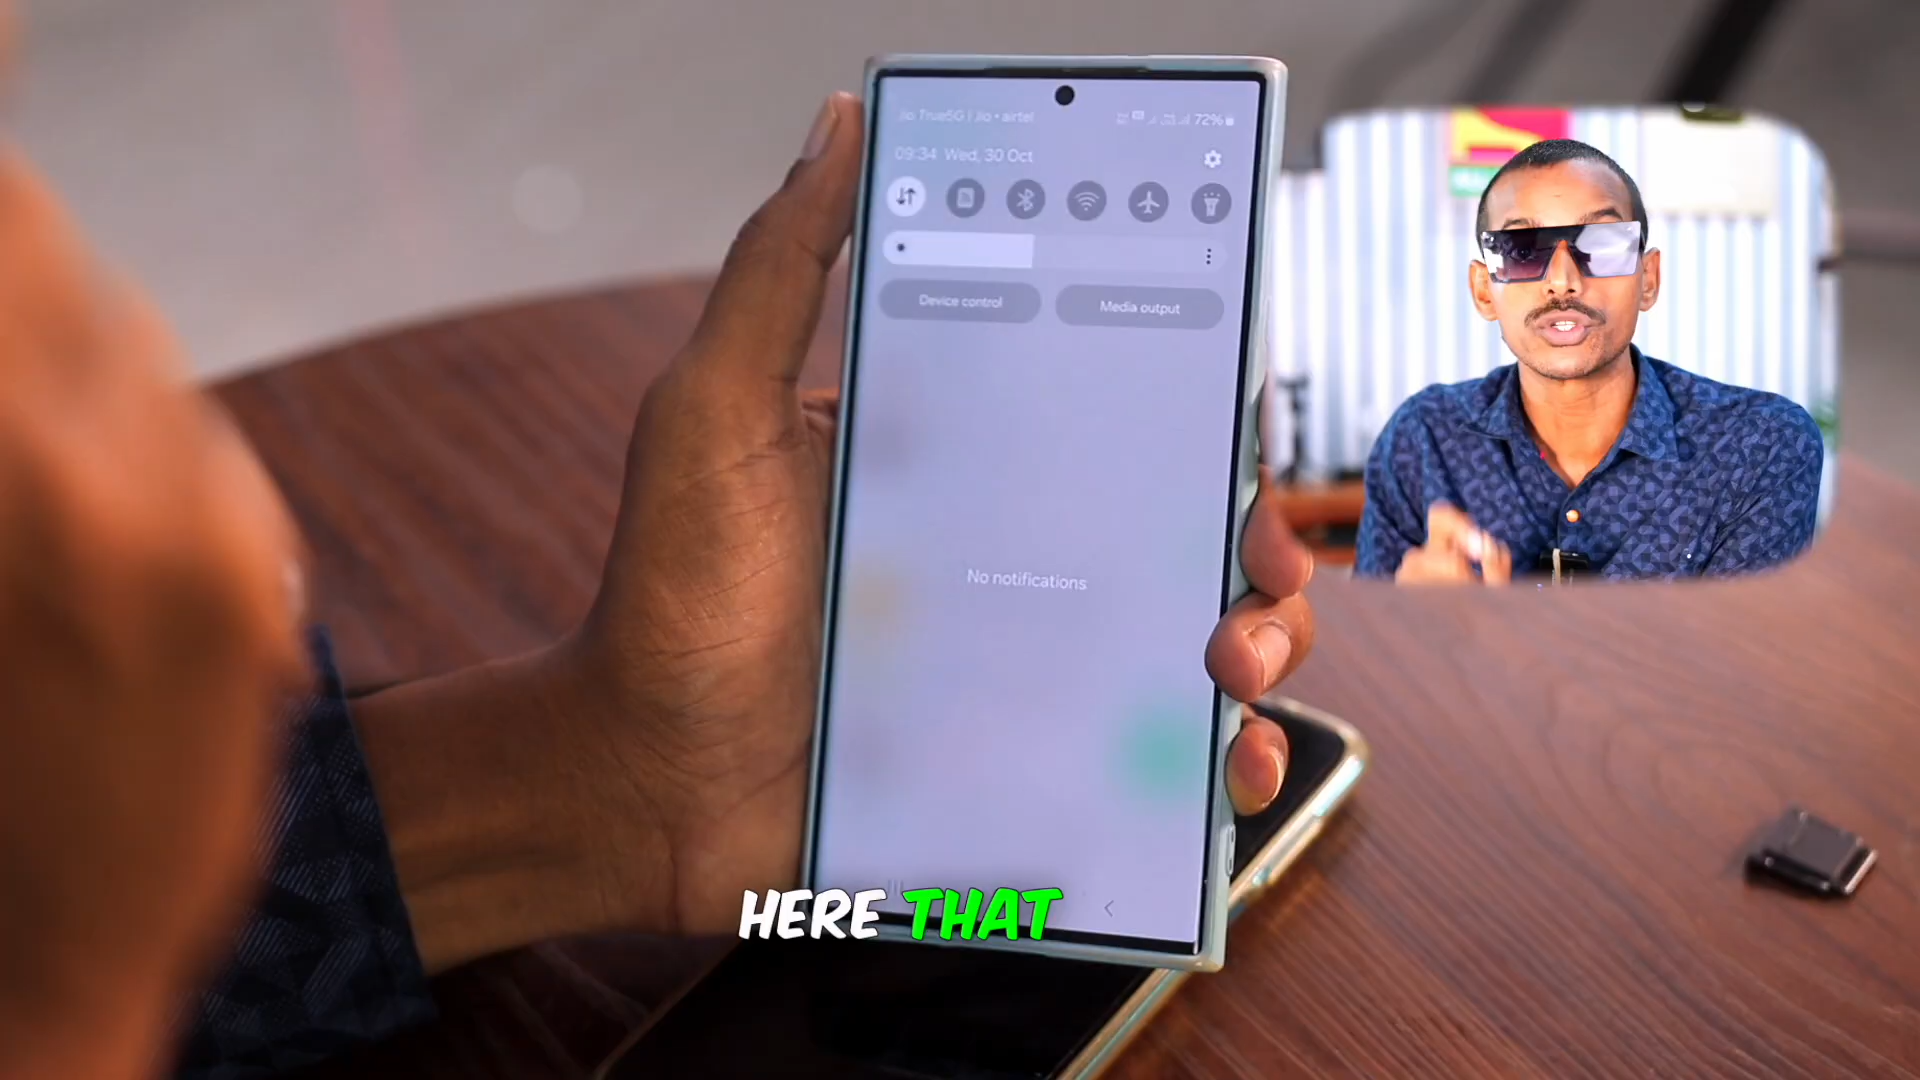 Jio True5G | Jio • airtel
72%
09:34 Wed, 30 Oct
Device control
Media output
No notifications
HERE THAT